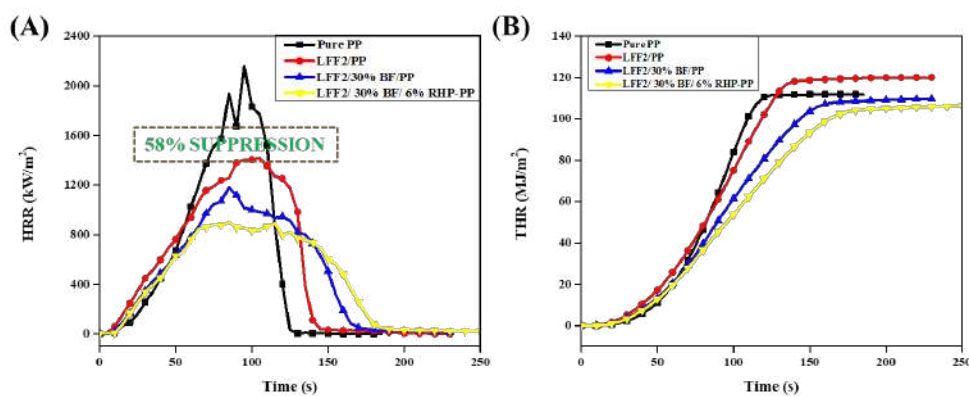 (A)
2400
2000
1600
1200
800
400
0
HRR (kW/m²)
Pure PP
LFF2/PP
LFF2/30% BF/PP
LFF2/ 30% BF/ 6% RHP-PP
58% SUPPRESSION
0 50 100 150 200 250
Time (s)
(B)
140
120
100
80
60
40
20
0
THR (MJ/m²)
Pure PP
LFF2/PP
LFF2/30% BF/PP
LFF2/ 30% BF/ 6% RHP-PP
0 50 100 150 200 250
Time (s)